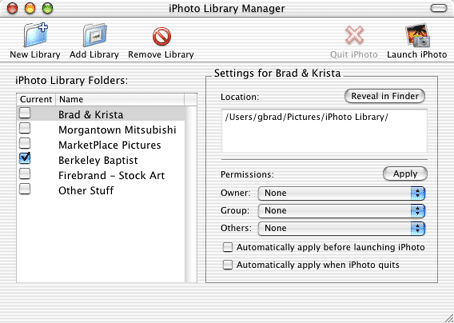 iPhoto Library Manager
New Library Add Library Remove Library Quit iPhoto Launch iPhoto
iPhoto Library Folders:
Current Name
Brad & Krista
Morgantown Mitsubishi
MarketPlace Pictures
Berkeley Baptist
Firebrand - Stock Art
Other Stuff
Settings for Brad & Krista
Location: Reveal in Finder
/Users/gbrad/Pictures/iPhoto Library/
Permissions: Apply
Owner: None
Group: None
Others: None
Automatically apply before launching iPhoto
Automatically apply when iPhoto quits